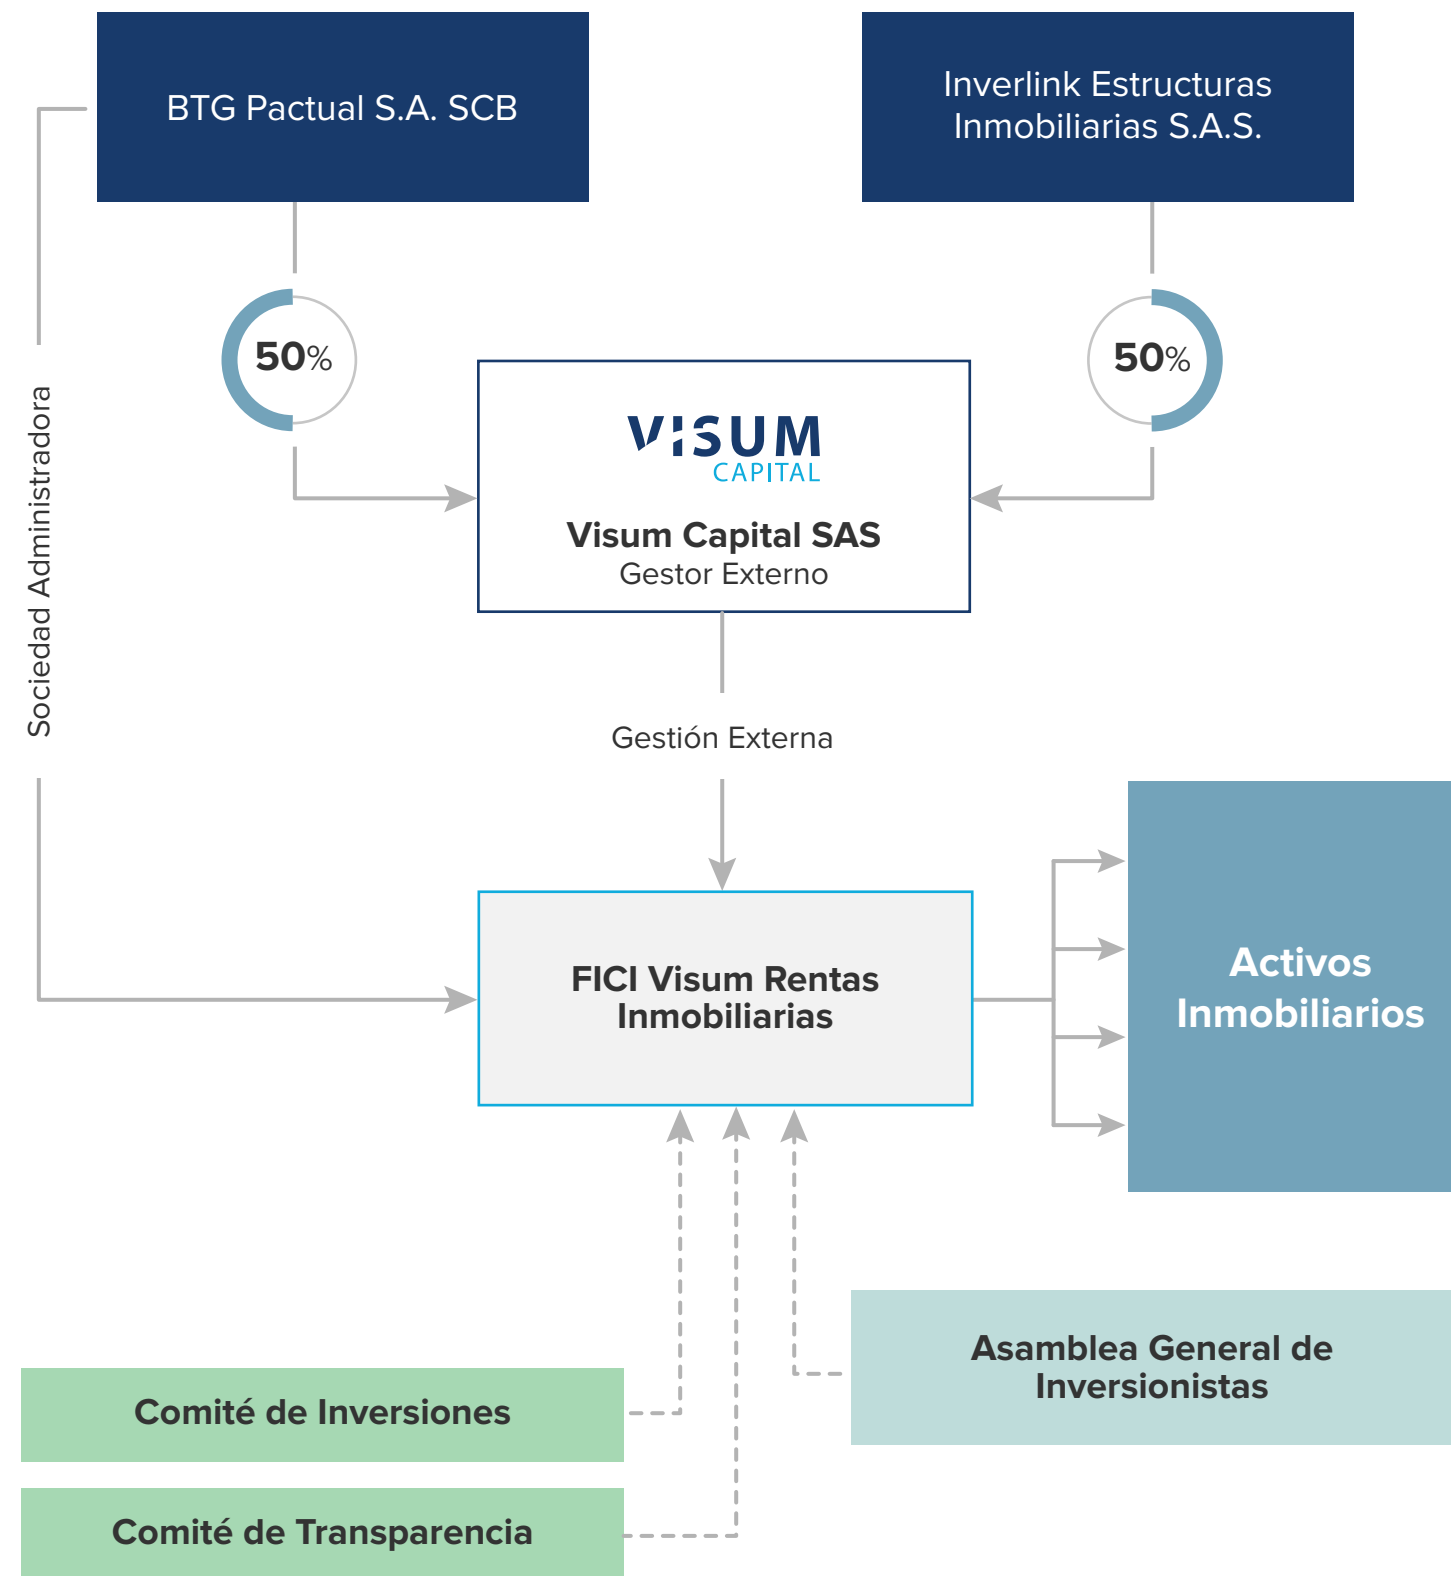 BTG Pactual S.A. SCB
Inverlink Estructuras
Inmobiliarias S.A.S.
50%
50%
Sociedad Administradora
VISUM
CAPITAL
Visum Capital SAS
Gestor Externo
Gestión Externa
FICI Visum Rentas
Inmobiliarias
Activos
Inmobiliarios
Asamblea General de
Inversionistas
Comité de Inversiones
Comité de Transparencia